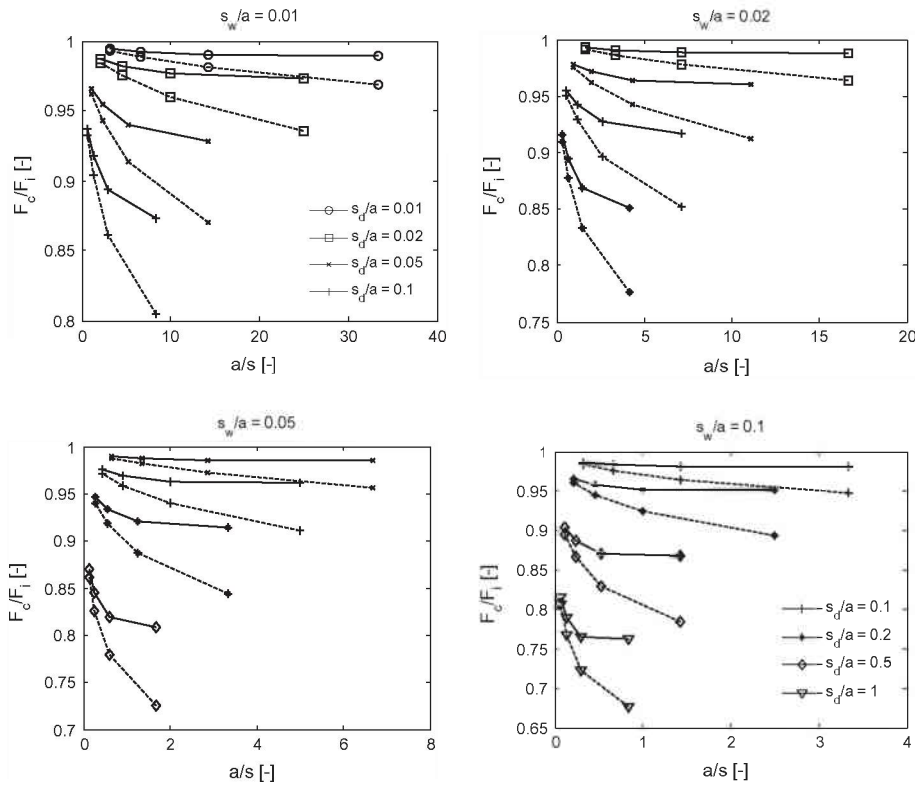 s_w/a = 0.01
1
0.95
0.9
0.85
0.8
F_c/F_i [-]
0
10
20
30
40
a/s [-]
s_d/a = 0.01
s_d/a = 0.02
s_d/a = 0.05
s_d/a = 0.1
s_w/a = 0.02
1
0.95
0.9
0.85
0.8
0.75
F_c/F_i [-]
0
5
10
15
20
a/s [-]
s_w/a = 0.05
1
0.95
0.9
0.85
0.8
0.75
0.7
F_c/F_i [-]
0
2
4
6
8
a/s [-]
s_w/a = 0.1
1
0.95
0.9
0.85
0.8
0.75
0.7
0.65
F_c/F_i [-]
0
1
2
3
4
a/s [-]
s_d/a = 0.1
s_d/a = 0.2
s_d/a = 0.5
s_d/a = 1